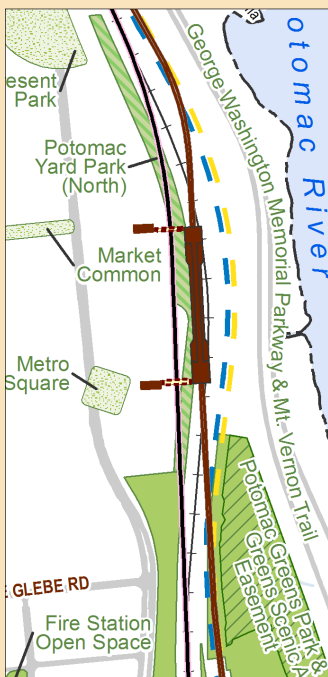 esent
Park
Potomac
Yard Park
(North)
George Washington Memorial Parkway & Mt. Vernon Trail
otomac River
Market
Common
Metro
Square
Potomac Greens Park &
Greens Scenic A
Easement
E GLEBE RD
Fire Station
Open Space